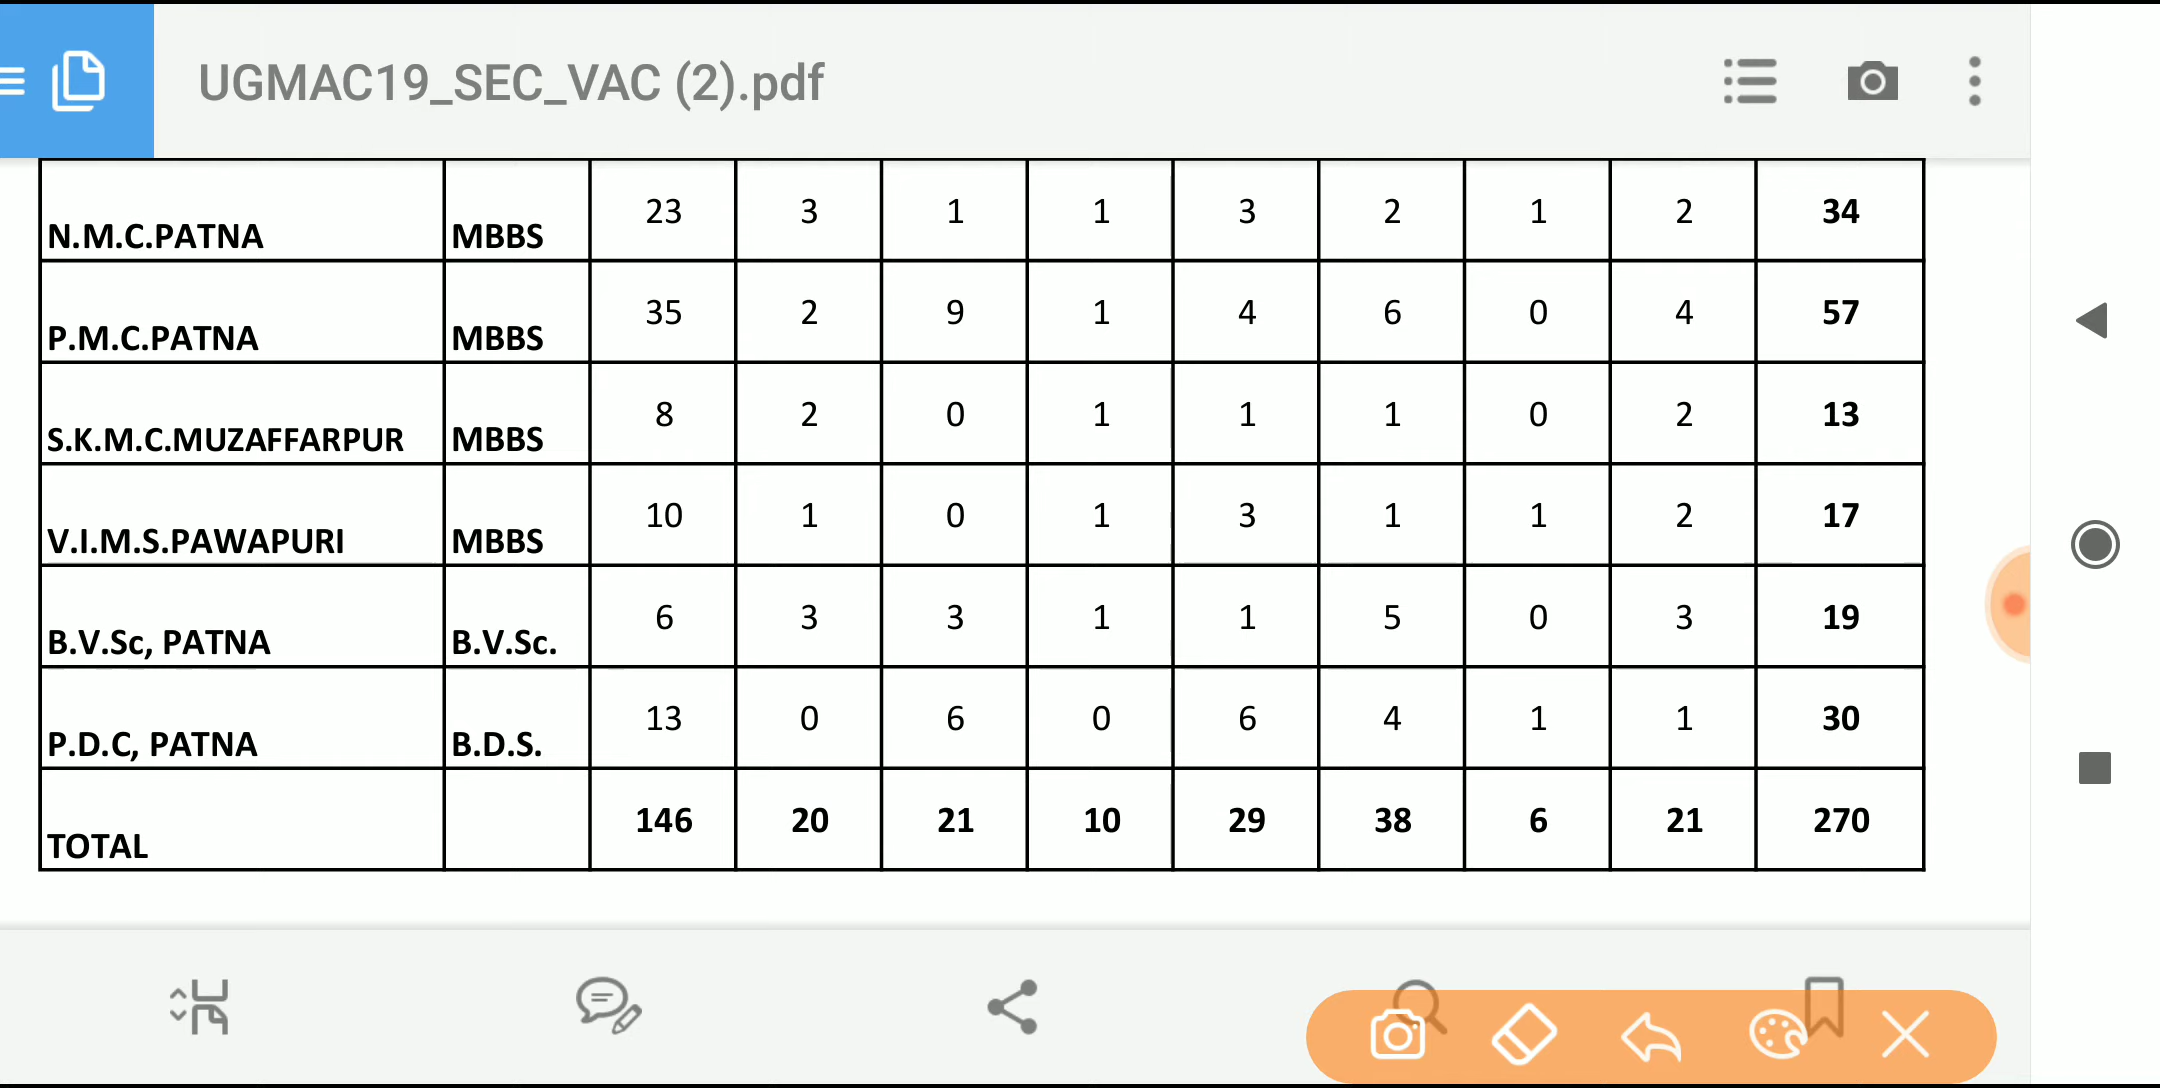 UGMAC19_SEC_VAC (2).pdf
N.M.C.PATNA MBBS 23 3 1 1 3 2 1 2 34
P.M.C.PATNA MBBS 35 2 9 1 4 6 0 4 57
S.K.M.C.MUZAFFARPUR MBBS 8 2 0 1 1 1 0 2 13
V.I.M.S.PAWAPURI MBBS 10 1 0 1 3 1 1 2 17
B.V.Sc, PATNA B.V.Sc. 6 3 3 1 1 5 0 3 19
P.D.C, PATNA B.D.S. 13 0 6 0 6 4 1 1 30
TOTAL 146 20 21 10 29 38 6 21 270